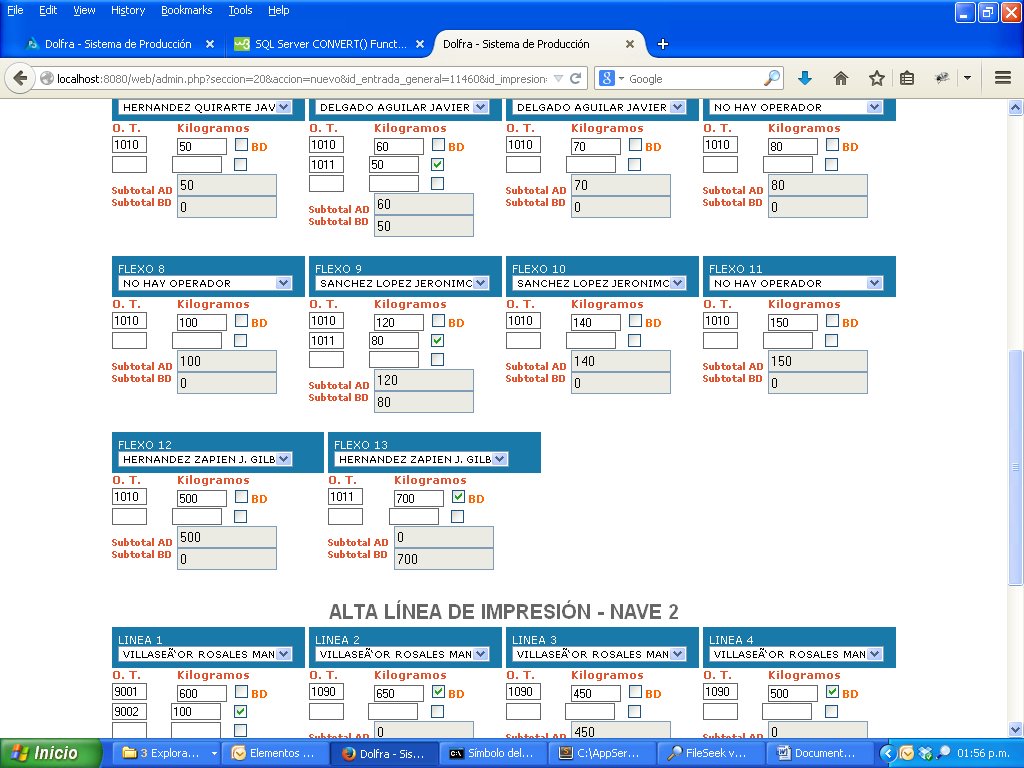 File Edit View History Bookmarks Tools Help
Dolfra - Sistema de Producción SQL Server CONVERT() Funct... Dolfra - Sistema de Producción
localhost:8080/web/admin.php?seccion=20&accion=nuevo&id_entrada_general=11460&id_impresion= Google
HERNANDEZ QUIRARTE JAV DELGADO AGUILAR JAVIER DELGADO AGUILAR JAVIER NO HAY OPERADOR
O. T. Kilogramos O. T. Kilogramos O. T. Kilogramos O. T. Kilogramos
1010 50 BD 1010 60 BD 1010 70 BD 1010 80 BD
1011 50
Subtotal AD 50 Subtotal AD 60 Subtotal AD 70 Subtotal AD 80
Subtotal BD 0 Subtotal BD 50 Subtotal BD 0 Subtotal BD 0
FLEXO 8 FLEXO 9 FLEXO 10 FLEXO 11
NO HAY OPERADOR SANCHEZ LOPEZ JERONIMO SANCHEZ LOPEZ JERONIMO NO HAY OPERADOR
O. T. Kilogramos O. T. Kilogramos O. T. Kilogramos O. T. Kilogramos
1010 100 BD 1010 120 BD 1010 140 BD 1010 150 BD
1011 80
Subtotal AD 100 Subtotal AD 120 Subtotal AD 140 Subtotal AD 150
Subtotal BD 0 Subtotal BD 80 Subtotal BD 0 Subtotal BD 0
FLEXO 12 FLEXO 13
HERNANDEZ ZAPIEN J. GILB HERNANDEZ ZAPIEN J. GILB
O. T. Kilogramos O. T. Kilogramos
1010 500 BD 1011 700 BD
Subtotal AD 500 Subtotal AD 0
Subtotal BD 0 Subtotal BD 700
ALTA LÍNEA DE IMPRESIÓN - NAVE 2
LINEA 1 LINEA 2 LINEA 3 LINEA 4
VILLASEÃ‘OR ROSALES MAN VILLASEÃ‘OR ROSALES MAN VILLASEÃ‘OR ROSALES MAN VILLASEÃ‘OR ROSALES MAN
O. T. Kilogramos O. T. Kilogramos O. T. Kilogramos O. T. Kilogramos
9001 600 BD 1090 650 BD 1090 450 BD 1090 500 BD
9002 100
0 450 0
Inicio 3 Explora... Elementos ... Dolfra - Sis... Símbolo del... C:\AppSer... FileSeek v... Document... 01:56 p.m.